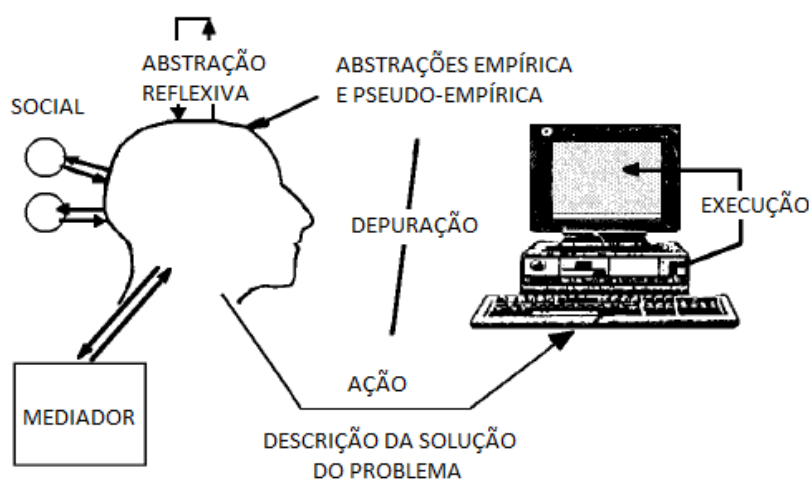 ABSTRAÇÃO
REFLEXIVA
ABSTRAÇÕES EMPÍRICA
E PSEUDO-EMPÍRICA
SOCIAL
EXECUÇÃO
DEPURAÇÃO
MEDIADOR
AÇÃO
DESCRIÇÃO DA SOLUÇÃO
DO PROBLEMA